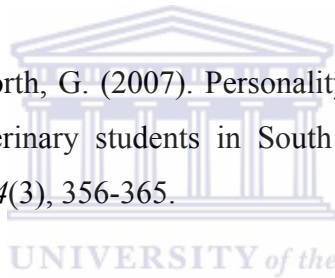 orth, G. (2007). Personality
erinary students in South
4(3), 356-365.
UNIVERSITY of the